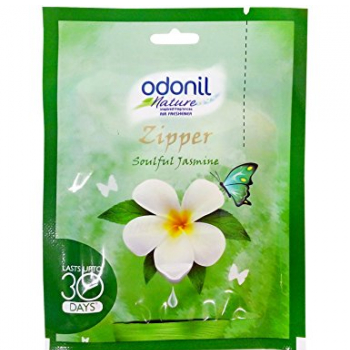 odonil
Nature
AIR FRESHENER
Zipper
Soulful Jasmine
LASTS UPTO
30
DAYS*